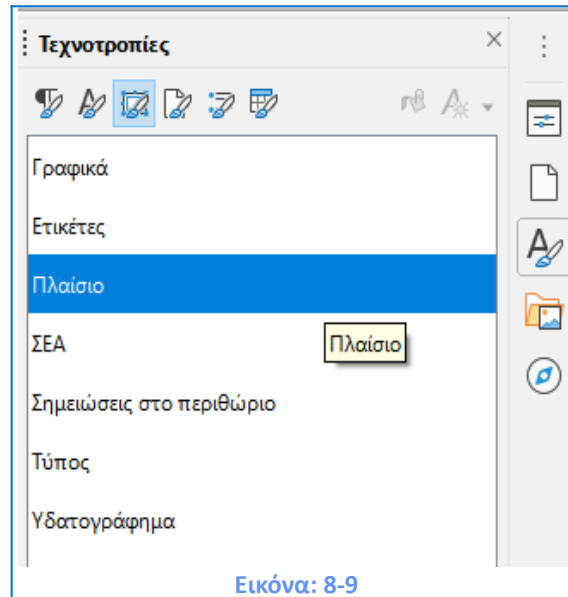 Τεχνοτροπίες
Γραφικά
Ετικέτες
Πλαίσιο
ΣΕΑ
Πλαίσιο
Σημειώσεις στο περιθώριο
Τύπος
Υδατογράφημα
Εικόνα: 8-9